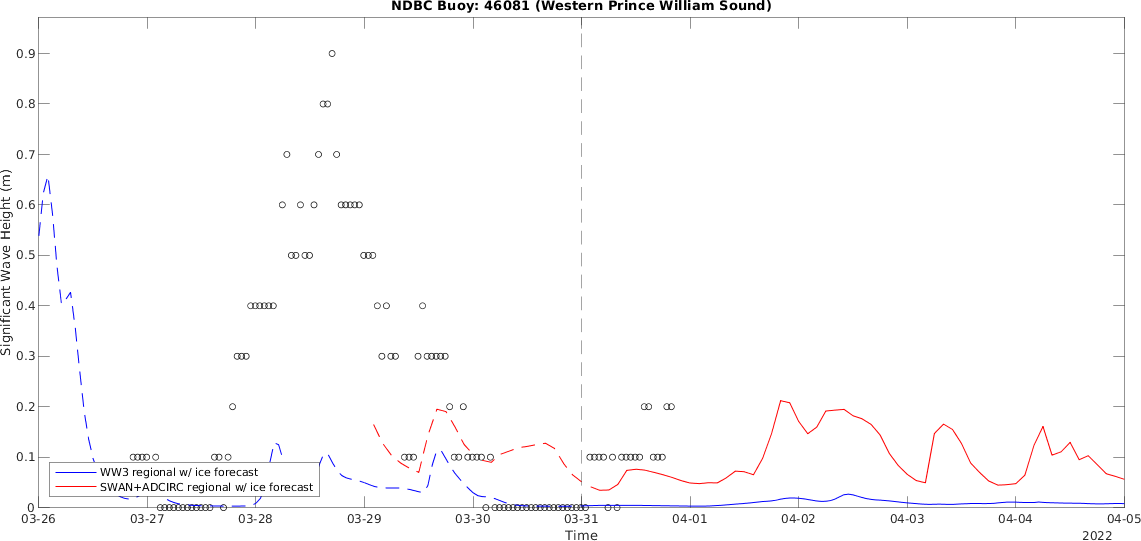 NDBC Buoy: 46081 (Western Prince William Sound)
Significant Wave Height (m)
0.9
0.8
0.7
0.6
0.5
0.4
0.3
0.2
0.1
0
WW3 regional w/ ice forecast
SWAN+ADCIRC regional w/ ice forecast
03-26 03-27 03-28 03-29 03-30 03-31 04-01 04-02 04-03 04-04 04-05
Time
2022